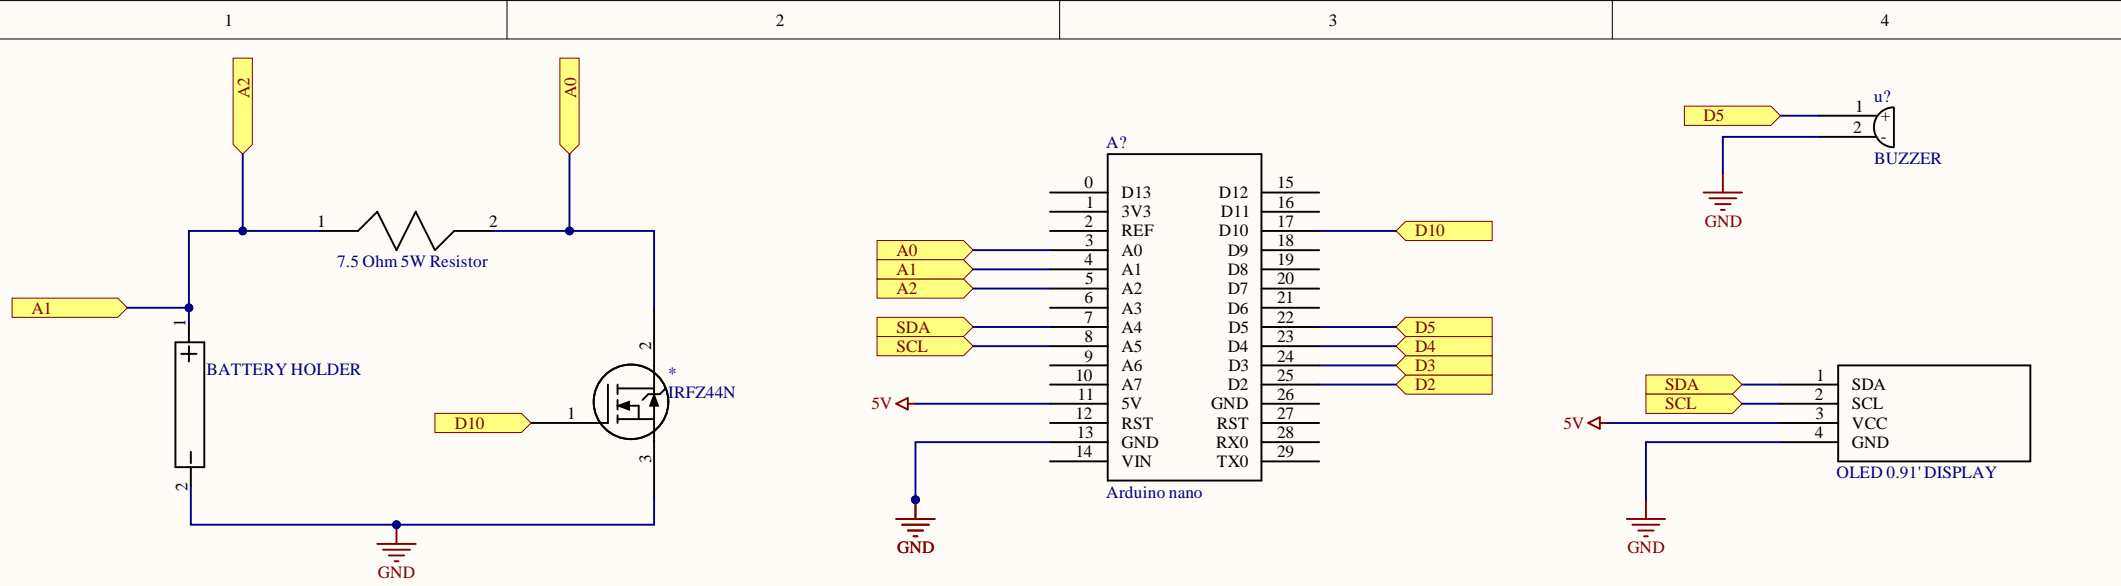 1 2 3 4
A2
A0
1 2
7.5 Ohm 5W Resistor
A1
1
+
BATTERY HOLDER
-
2
2
*
IRFZ44N
D10
1
3
GND
A?
0 D13 D12 15
1 3V3 D11 16
2 REF D10 17 D10
A0 3 A0 D9 18
A1 4 A1 D8 19
A2 5 A2 D7 20
6 A3 D6 21
SDA 7 A4 D5 22 D5
SCL 8 A5 D4 23 D4
9 A6 D3 24 D3
10 A7 D2 25 D2
5V 11 5V GND 26
12 RST RST 27
13 GND RX0 28
14 VIN TX0 29
Arduino nano
GND
u?
D5 1 +
2 -
BUZZER
GND
SDA 1 SDA
SCL 2 SCL
5V 3 VCC
4 GND
OLED 0.91' DISPLAY
GND